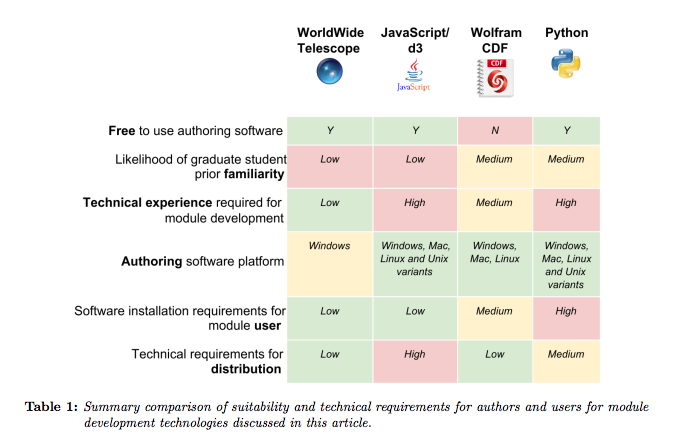 WorldWide Telescope JavaScript/ d3 Wolfram CDF Python
CDF
JavaScript
Free to use authoring software Y Y N Y
Likelihood of graduate student prior familiarity Low Low Medium Medium
Technical experience required for module development Low High Medium High
Authoring software platform Windows Windows, Mac, Linux and Unix variants Windows, Mac, Linux Windows, Mac, Linux and Unix variants
Software installation requirements for module user Low Low Medium High
Technical requirements for distribution Low High Low Medium
Table 1: Summary comparison of suitability and technical requirements for authors and users for module
development technologies discussed in this article.